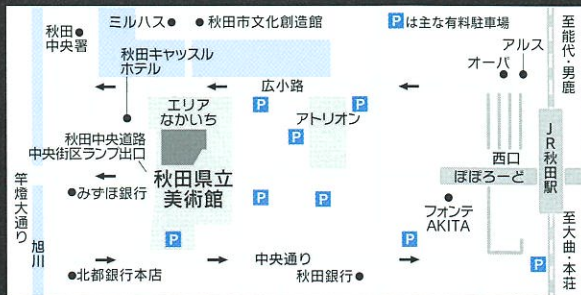 ミルハス
秋田市文化創造館
Pは主な有料駐車場
秋田
中央署
秋田キャッスル
ホテル
アルス
オーパ
至能代・男鹿
広小路
エリア
なかいち
P
アトリオン
P
秋田中央道路
中央街区ランプ出口
秋田県立
美術館
西口
JR秋田駅
ぽぽろーど
竿燈大通り
みずほ銀行
P
P
フォンテ
AKITA
旭川
P
中央通り
P
至大曲・本荘
北都銀行本店
秋田銀行
P